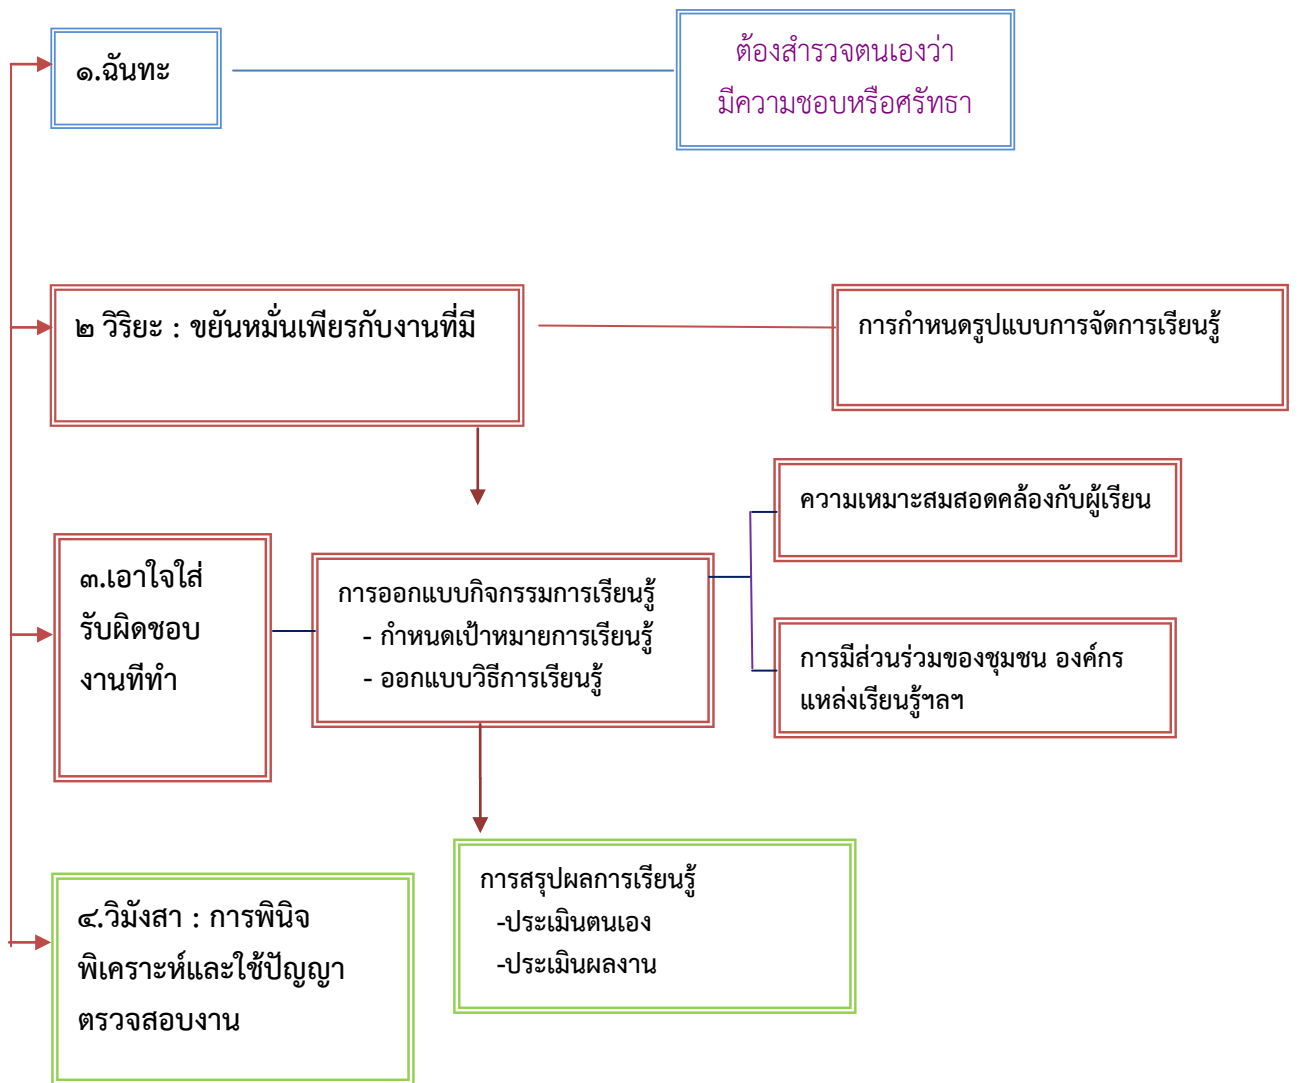 ๑.ฉันทะ
ต้องสำรวจตนเองว่า
มีความชอบหรือศรัทธา
๒ วิริยะ : ขยันหมั่นเพียรกับงานที่มี
การกำหนดรูปแบบการจัดการเรียนรู้
ความเหมาะสมสอดคล้องกับผู้เรียน
๓.เอาใจใส่
รับผิดชอบ
งานทีทำ
การออกแบบกิจกรรมการเรียนรู้
- กำหนดเป้าหมายการเรียนรู้
- ออกแบบวิธีการเรียนรู้
การมีส่วนร่วมของชุมชน องค์กร
แหล่งเรียนรู้ฯลฯ
การสรุปผลการเรียนรู้
-ประเมินตนเอง
-ประเมินผลงาน
๔.วิมังสา : การพินิจ
พิเคราะห์และใช้ปัญญา
ตรวจสอบงาน